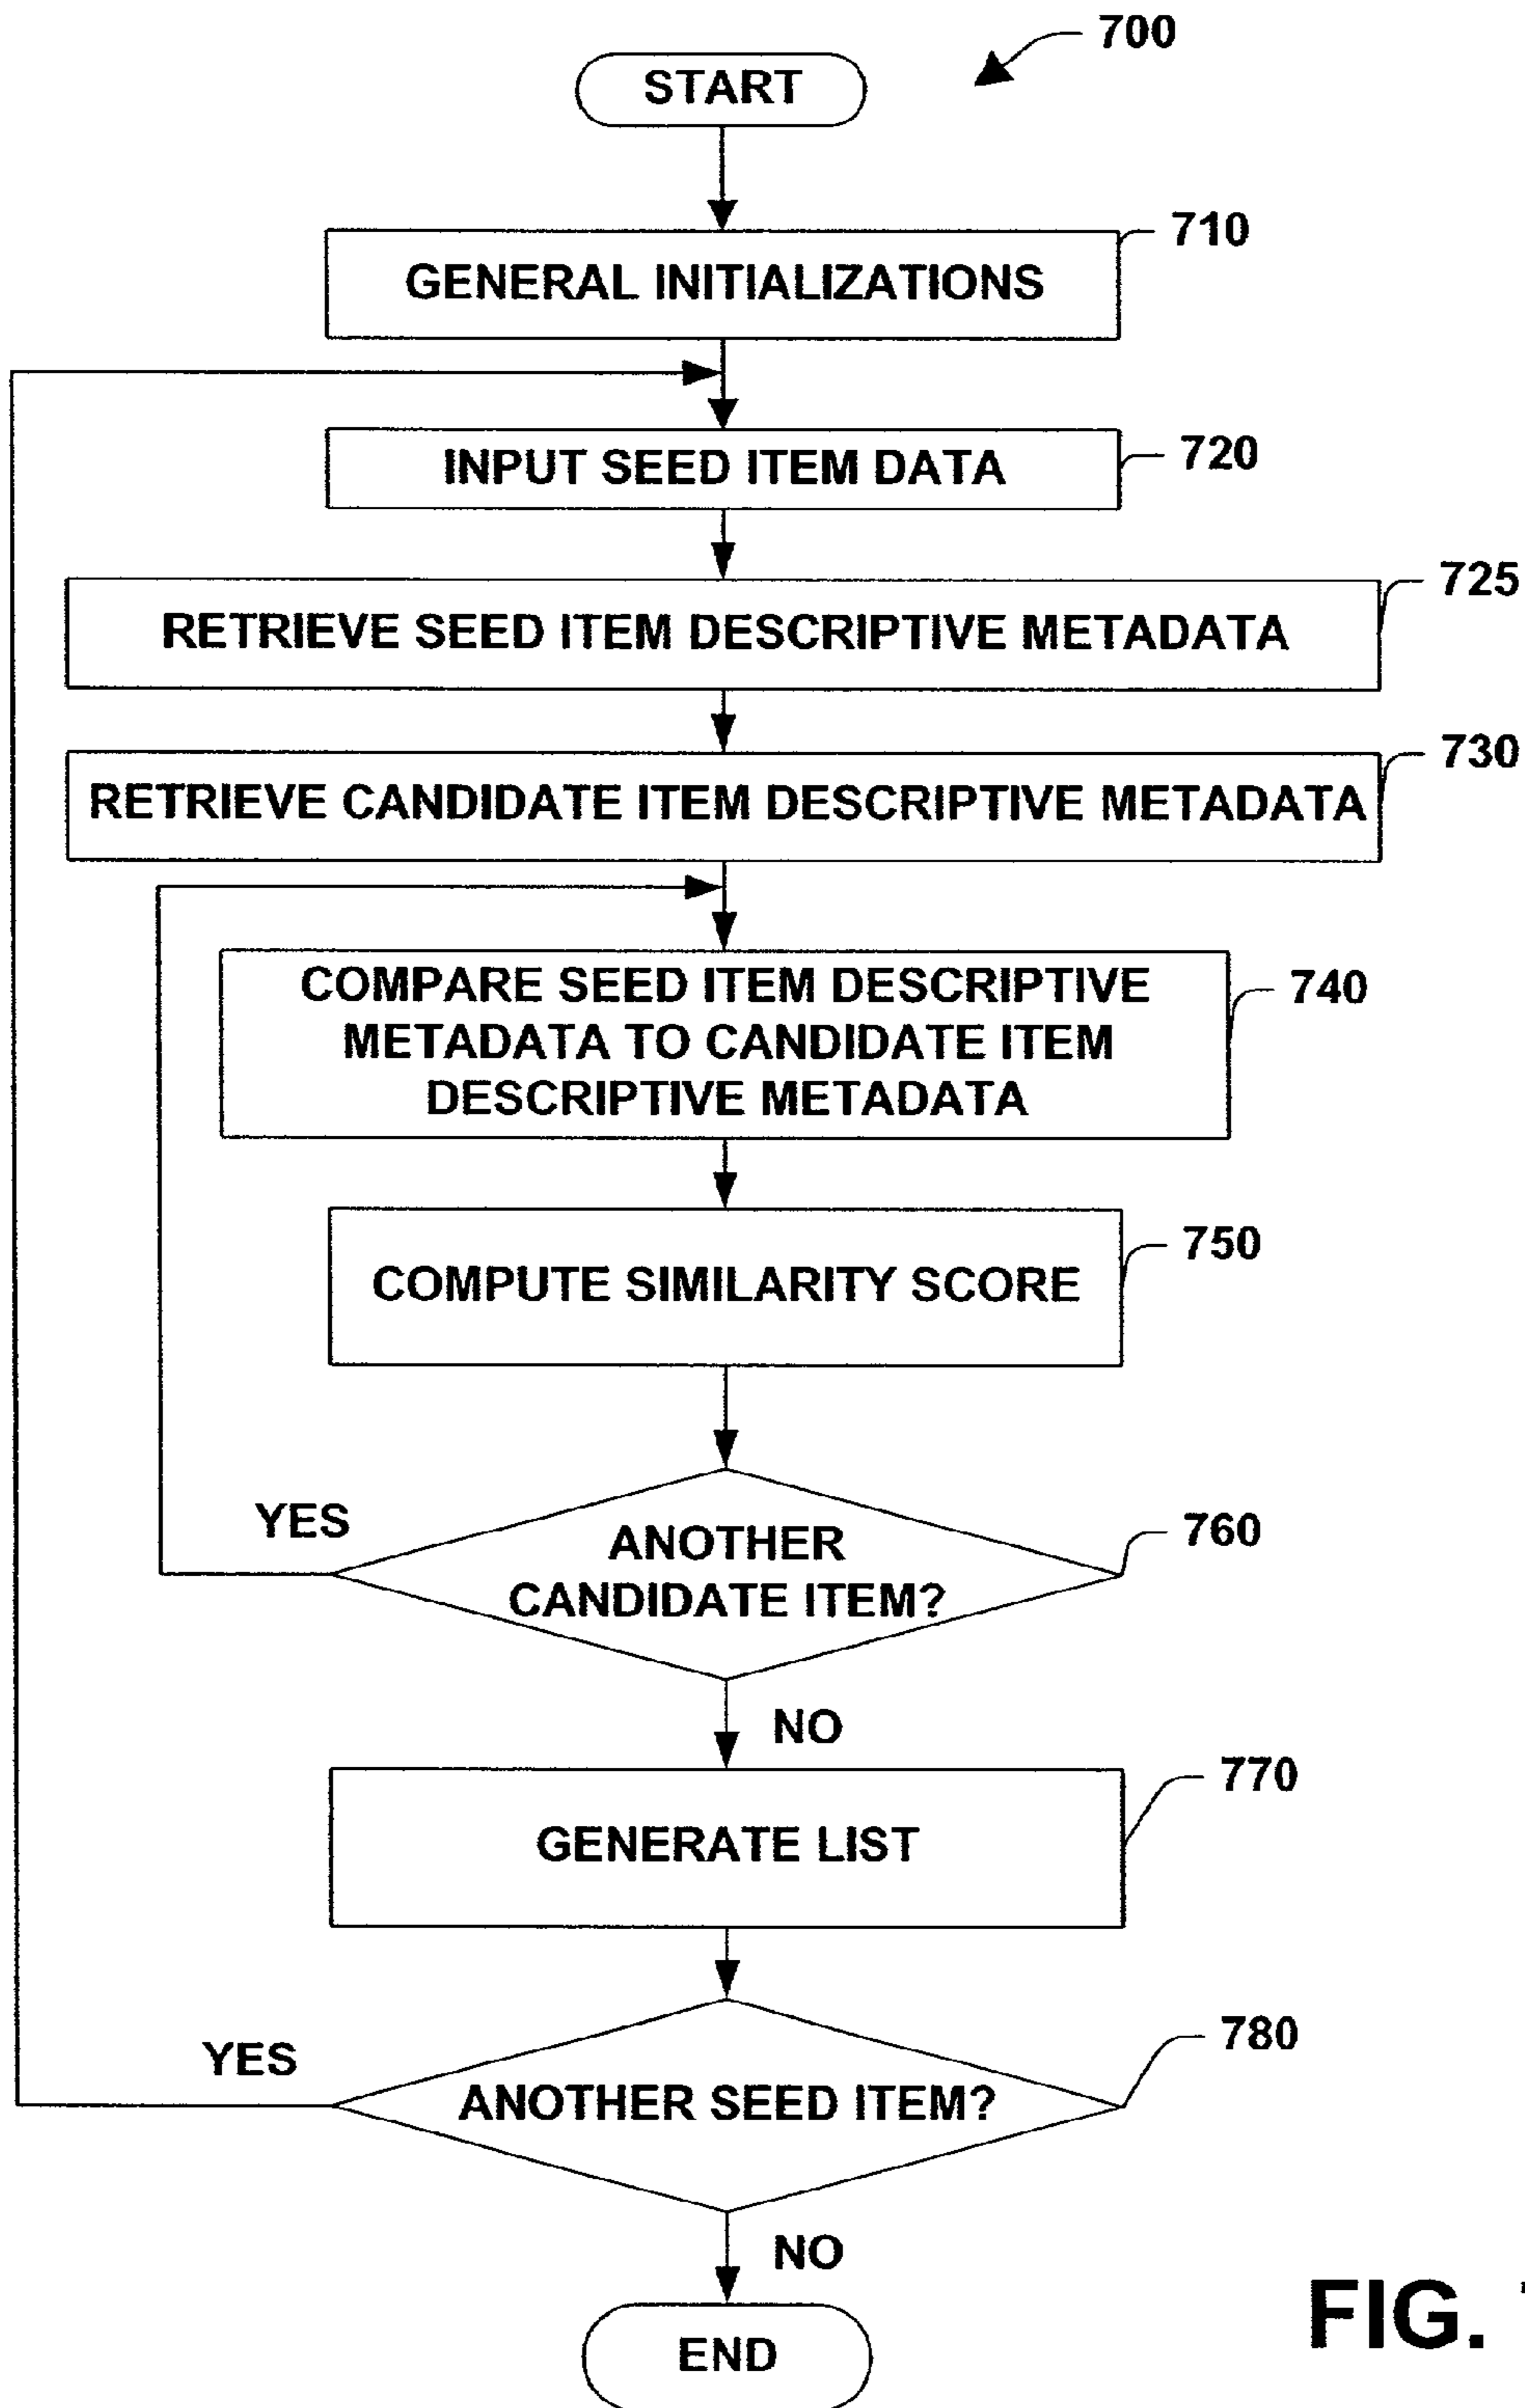 700
START
710
GENERAL INITIALIZATIONS
720
INPUT SEED ITEM DATA
725
RETRIEVE SEED ITEM DESCRIPTIVE METADATA
730
RETRIEVE CANDIDATE ITEM DESCRIPTIVE METADATA
COMPARE SEED ITEM DESCRIPTIVE
METADATA TO CANDIDATE ITEM
DESCRIPTIVE METADATA
740
750
COMPUTE SIMILARITY SCORE
YES
ANOTHER
CANDIDATE ITEM?
760
NO
770
GENERATE LIST
780
YES
ANOTHER SEED ITEM?
NO
END
FIG.